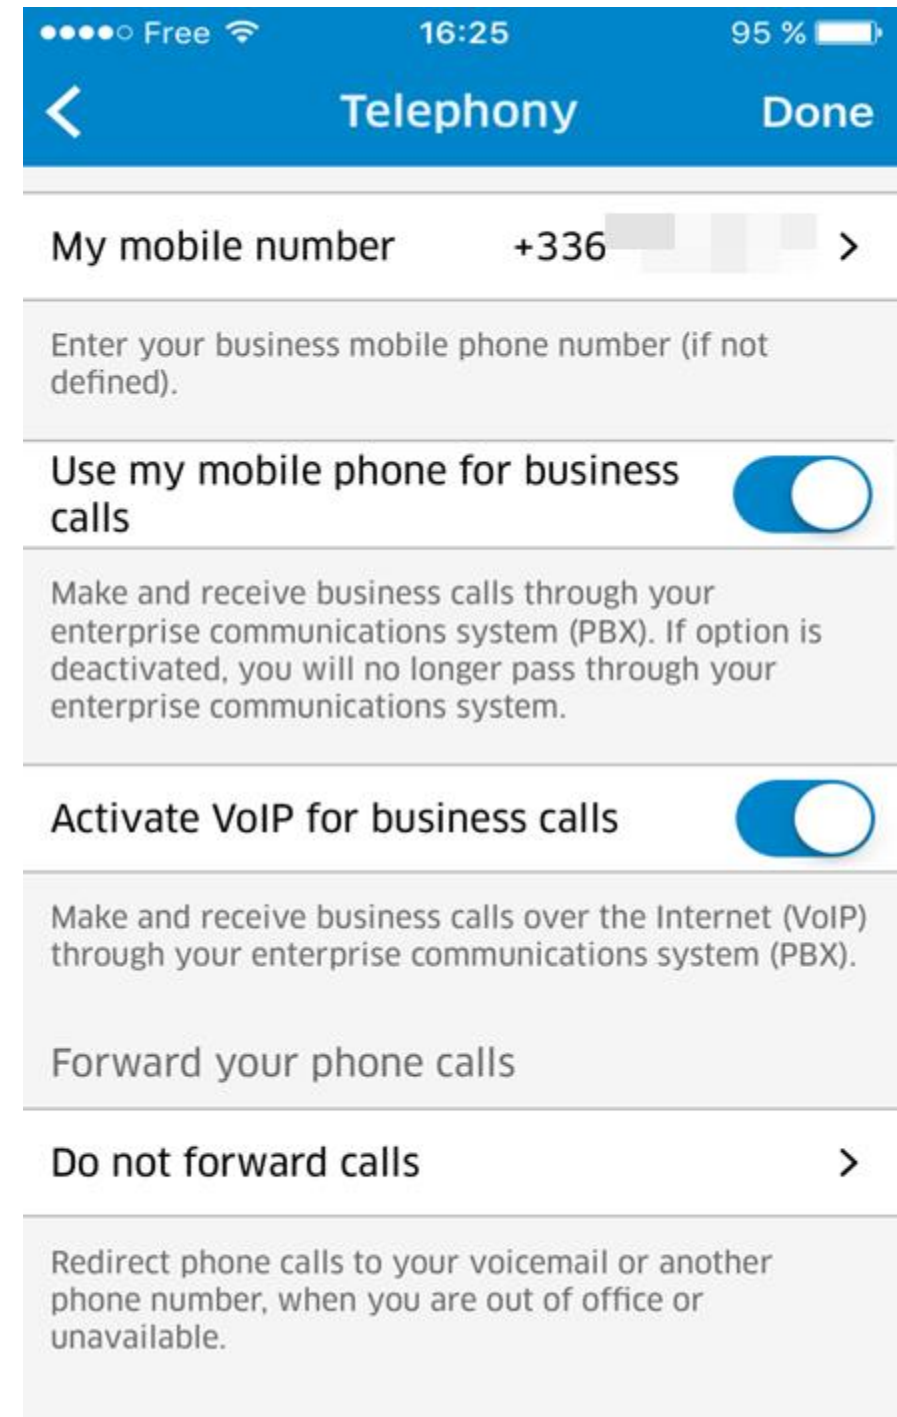 Free 16:25 95 %
Telephony Done
My mobile number +336
Enter your business mobile phone number (if not
defined).
Use my mobile phone for business
calls
Make and receive business calls through your
enterprise communications system (PBX). If option is
deactivated, you will no longer pass through your
enterprise communications system.
Activate VoIP for business calls
Make and receive business calls over the Internet (VoIP)
through your enterprise communications system (PBX).
Forward your phone calls
Do not forward calls
Redirect phone calls to your voicemail or another
phone number, when you are out of office or
unavailable.